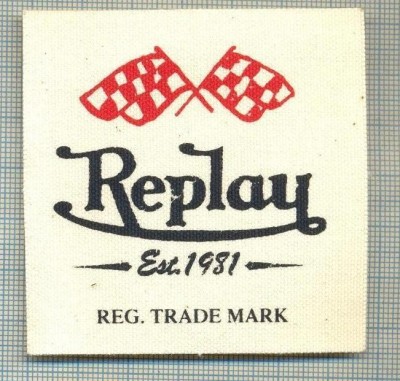 Replay
Est. 1981
REG. TRADE MARK